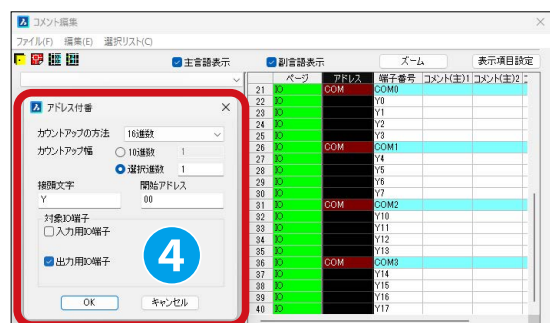 コメント編集
ファイル(F) 編集(E) 選択リスト(C)
主言語表示 副言語表示 ズーム 表示項目設定
ページ アドレス 端子番号 コメント(主)1 コメント(主)2
21 IO COM COM0
22 IO Y0
23 IO Y1
24 IO Y2
25 IO Y3
26 IO COM COM1
27 IO Y4
28 IO Y5
29 IO Y6
30 IO Y7
31 IO COM COM2
32 IO Y10
33 IO Y11
34 IO Y12
35 IO Y13
36 IO COM COM3
37 IO Y14
38 IO Y15
39 IO Y16
40 IO Y17
アドレス付番
カウントアップの方法 16進数
カウントアップ幅 10進数 1
選択進数 1
接頭文字 開始アドレス
Y 00
対象IO端子
入力用IO端子
出力用IO端子
4
OK キャンセル